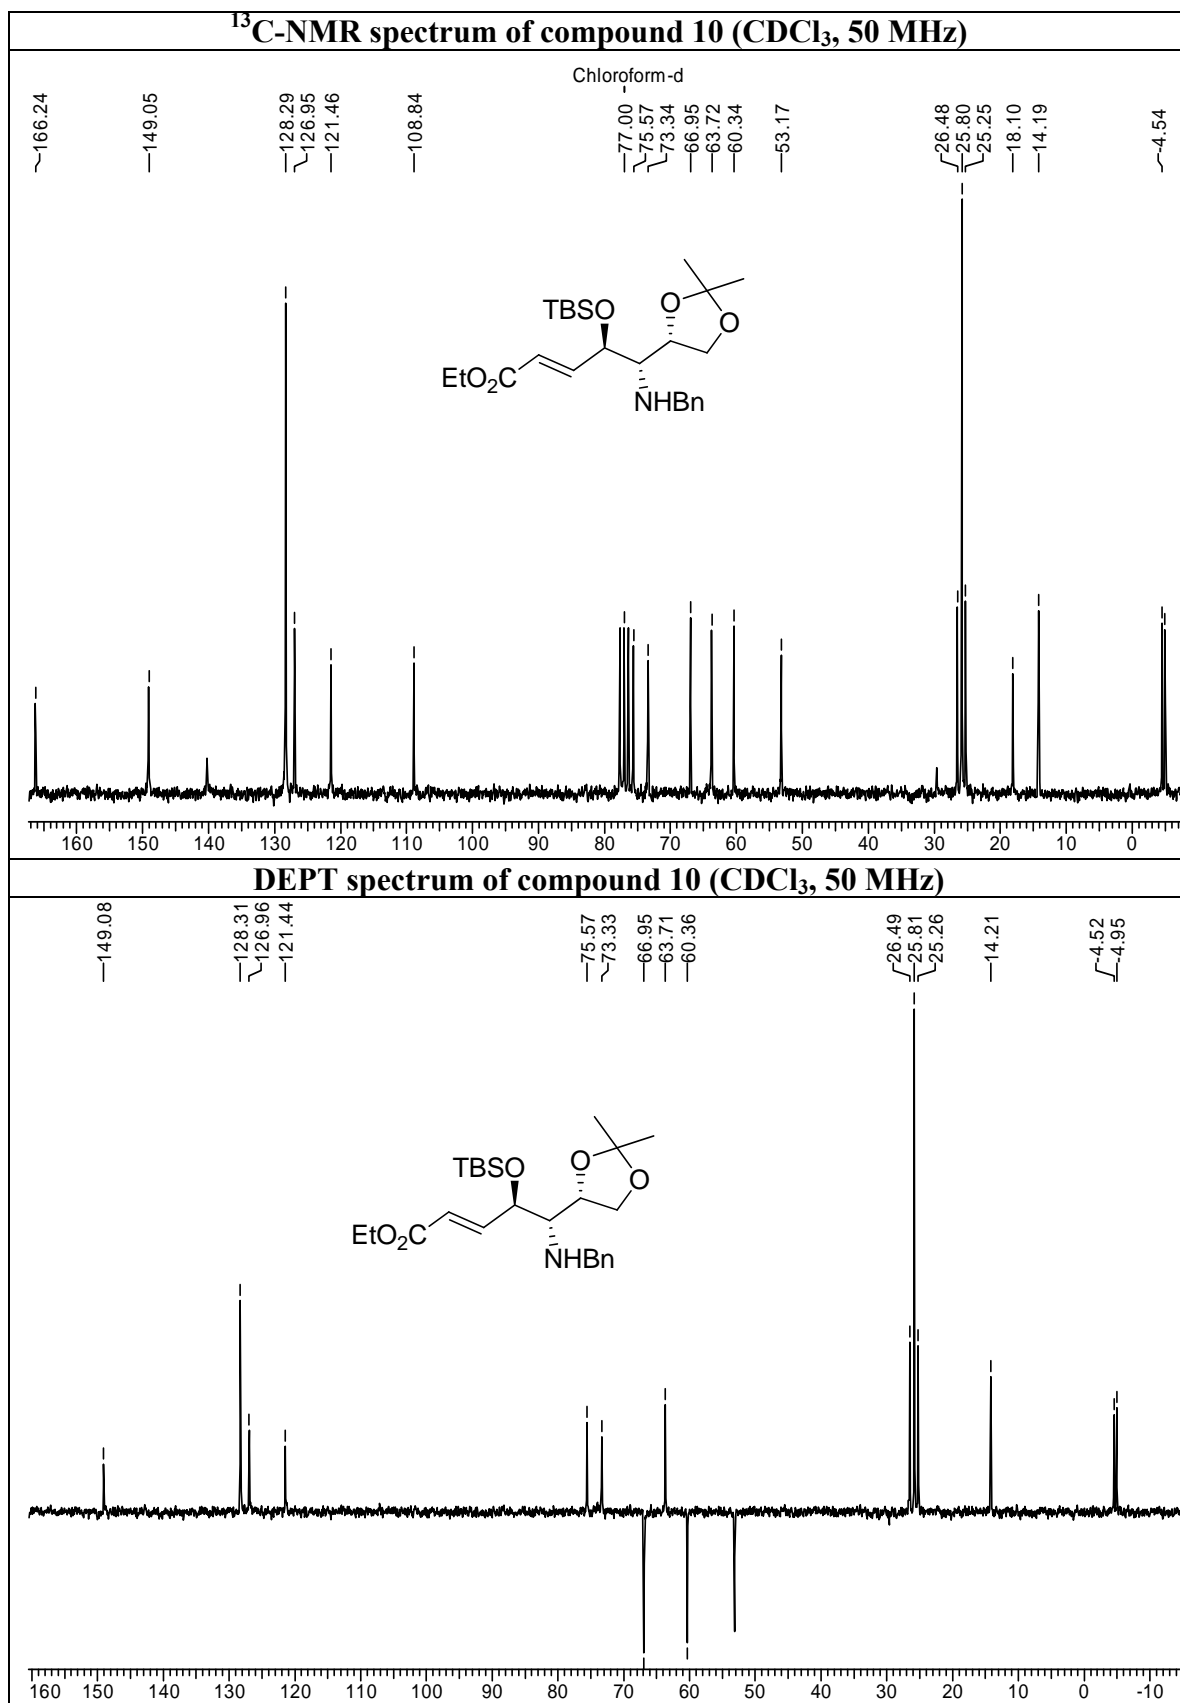 ¹³C-NMR spectrum of compound 10 (CDCl₃, 50 MHz)
Chloroform-d
166.24
149.05
128.29
126.95
121.46
108.84
77.00
75.57
73.34
66.95
63.72
60.34
53.17
26.48
25.80
25.25
18.10
14.19
-4.54
O
TBSO
O
EtO₂C
NHBn
160 150 140 130 120 110 100 90 80 70 60 50 40 30 20 10 0
DEPT spectrum of compound 10 (CDCl₃, 50 MHz)
149.08
128.31
126.96
121.44
75.57
73.33
66.95
63.71
60.36
26.49
25.81
25.26
14.21
-4.52
-4.95
O
TBSO
O
EtO₂C
NHBn
160 150 140 130 120 110 100 90 80 70 60 50 40 30 20 10 0 -10